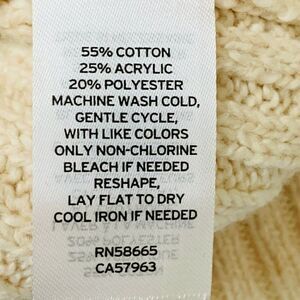 55% COTTON
25% ACRYLIC
20% POLYESTER
MACHINE WASH COLD,
GENTLE CYCLE,
WITH LIKE COLORS
ONLY NON-CHLORINE
BLEACH IF NEEDED
RESHAPE,
LAY FLAT TO DRY
COOL IRON IF NEEDED
RN58665
CA57963